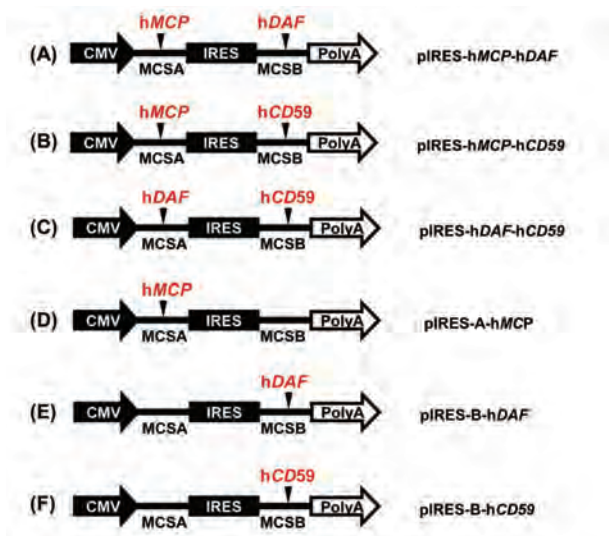 hMCP hDAF
(A) CMV IRES PolyA pIRES-hMCP-hDAF
MCSA MCSB
hMCP hCD59
(B) CMV IRES PolyA pIRES-hMCP-hCD59
MCSA MCSB
hDAF hCD59
(C) CMV IRES PolyA pIRES-hDAF-hCD59
MCSA MCSB
hMCP
(D) CMV IRES PolyA pIRES-A-hMCP
MCSA MCSB
hDAF
(E) CMV IRES PolyA pIRES-B-hDAF
MCSA MCSB
hCD59
(F) CMV IRES PolyA pIRES-B-hCD59
MCSA MCSB